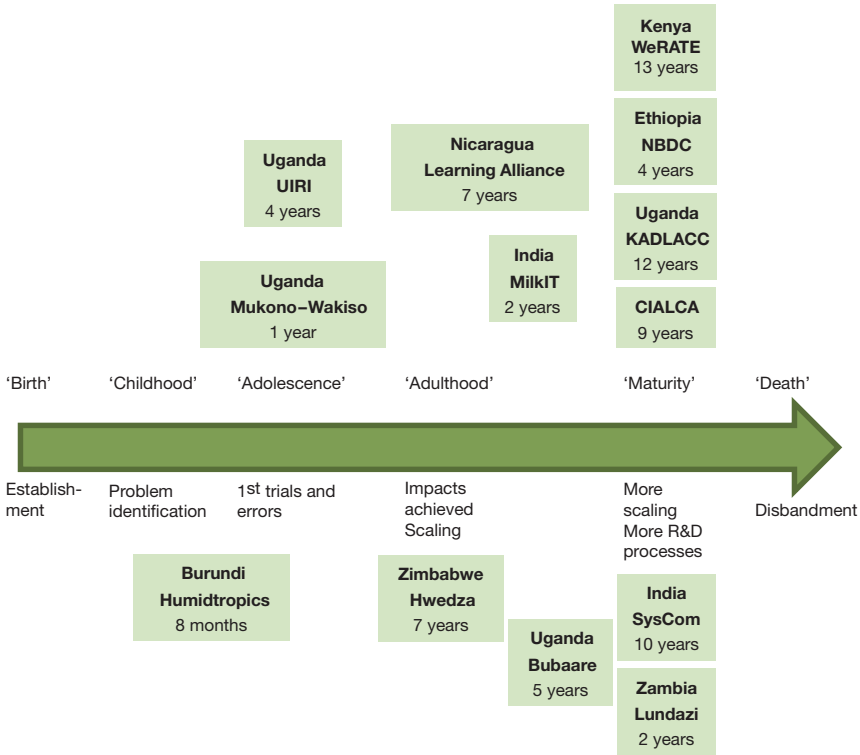 Kenya
WeRATE
13 years
Ethiopia
NBDC
4 years
Uganda
UIRI
4 years
Nicaragua
Learning Alliance
7 years
Uganda
KADLACC
12 years
India
MilkIT
2 years
Uganda
Mukono–Wakiso
1 year
CIALCA
9 years
‘Birth’
‘Childhood’
‘Adolescence’
‘Adulthood’
‘Maturity’
‘Death’
Establish-
ment
Problem
identification
1st trials and
errors
Impacts
achieved
Scaling
More
scaling
More R&D
processes
Disbandment
Burundi
Humidtropics
8 months
Zimbabwe
Hwedza
7 years
Uganda
Bubaare
5 years
India
SysCom
10 years
Zambia
Lundazi
2 years